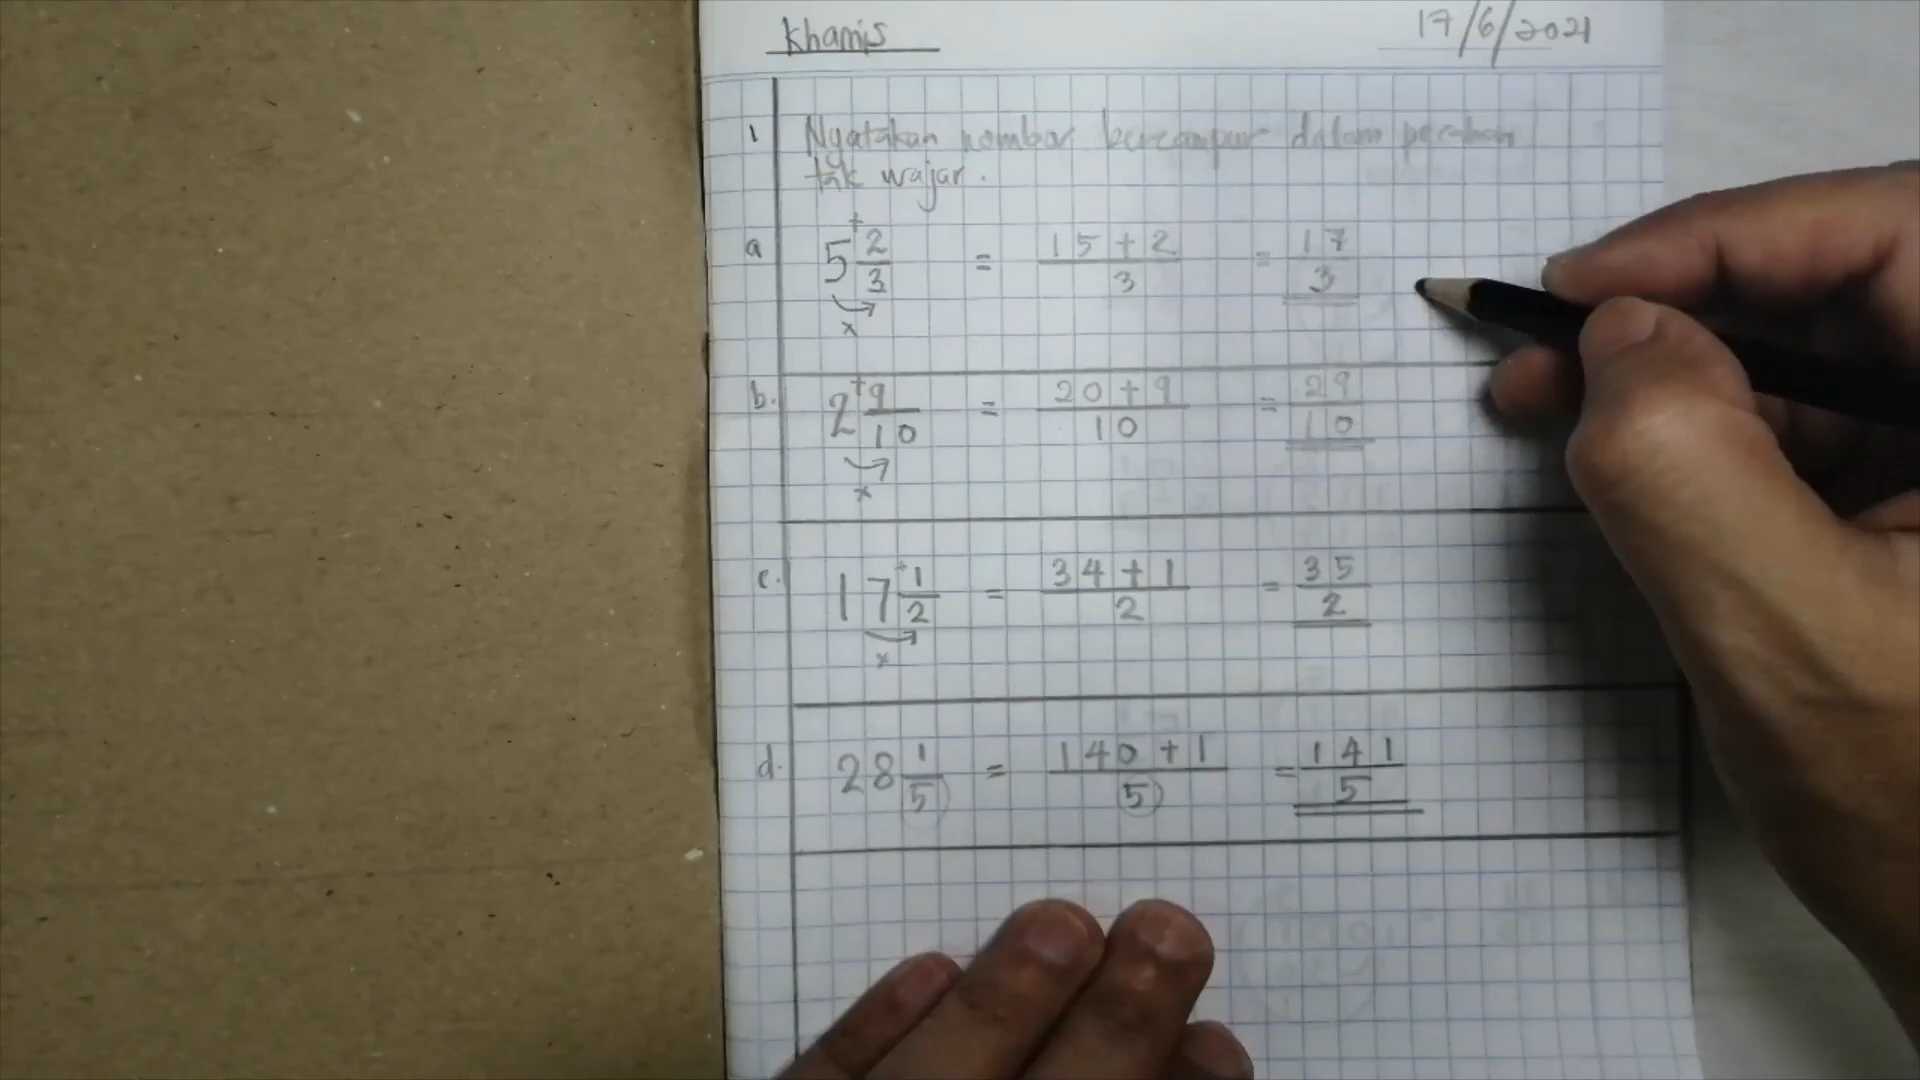 Khamis 17/6/2021
1 Nyatakan nombor bercampur dalam pecahan
tak wajar.
a 5 + 2/3 = 15 + 2/3 = 17/3
x
b. 2 + 9/10 = 20 + 9/10 = 29/10
x
c. 17 + 1/2 = 34 + 1/2 = 35/2
x
d. 28 1/5 = 140 + 1/5 = 141/5